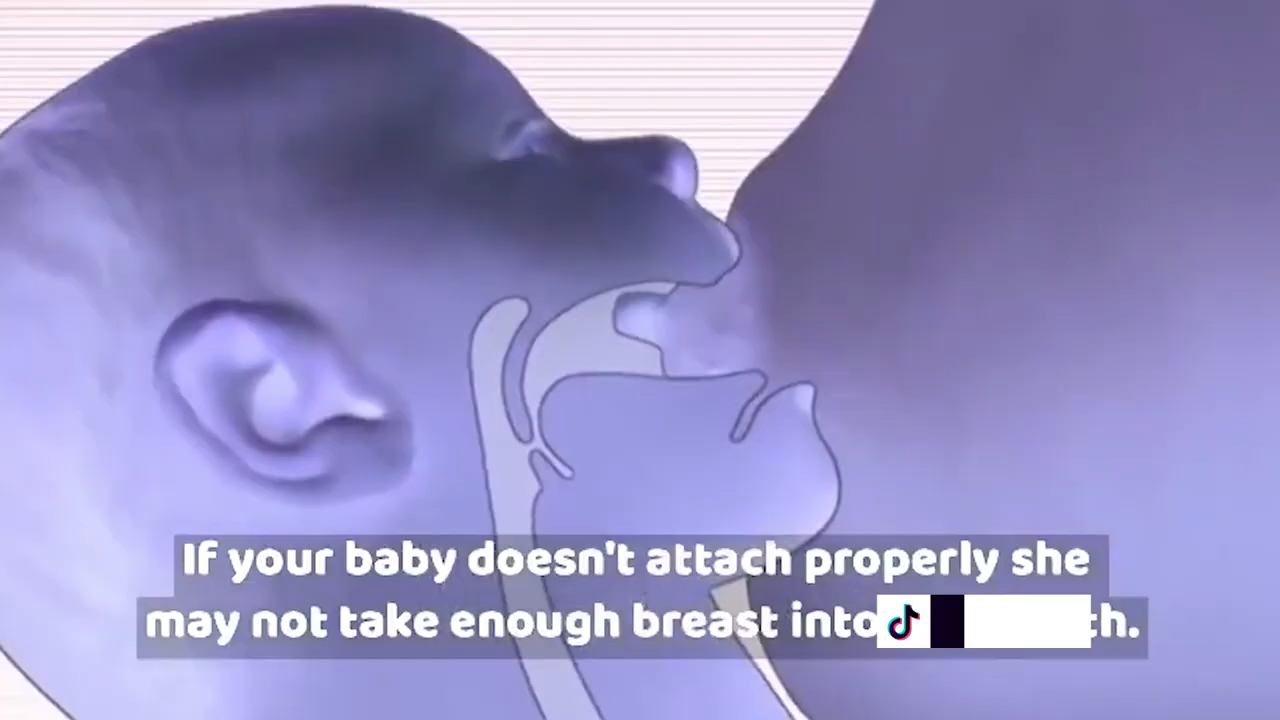 If your baby doesn't attach properly she
may not take enough breast into